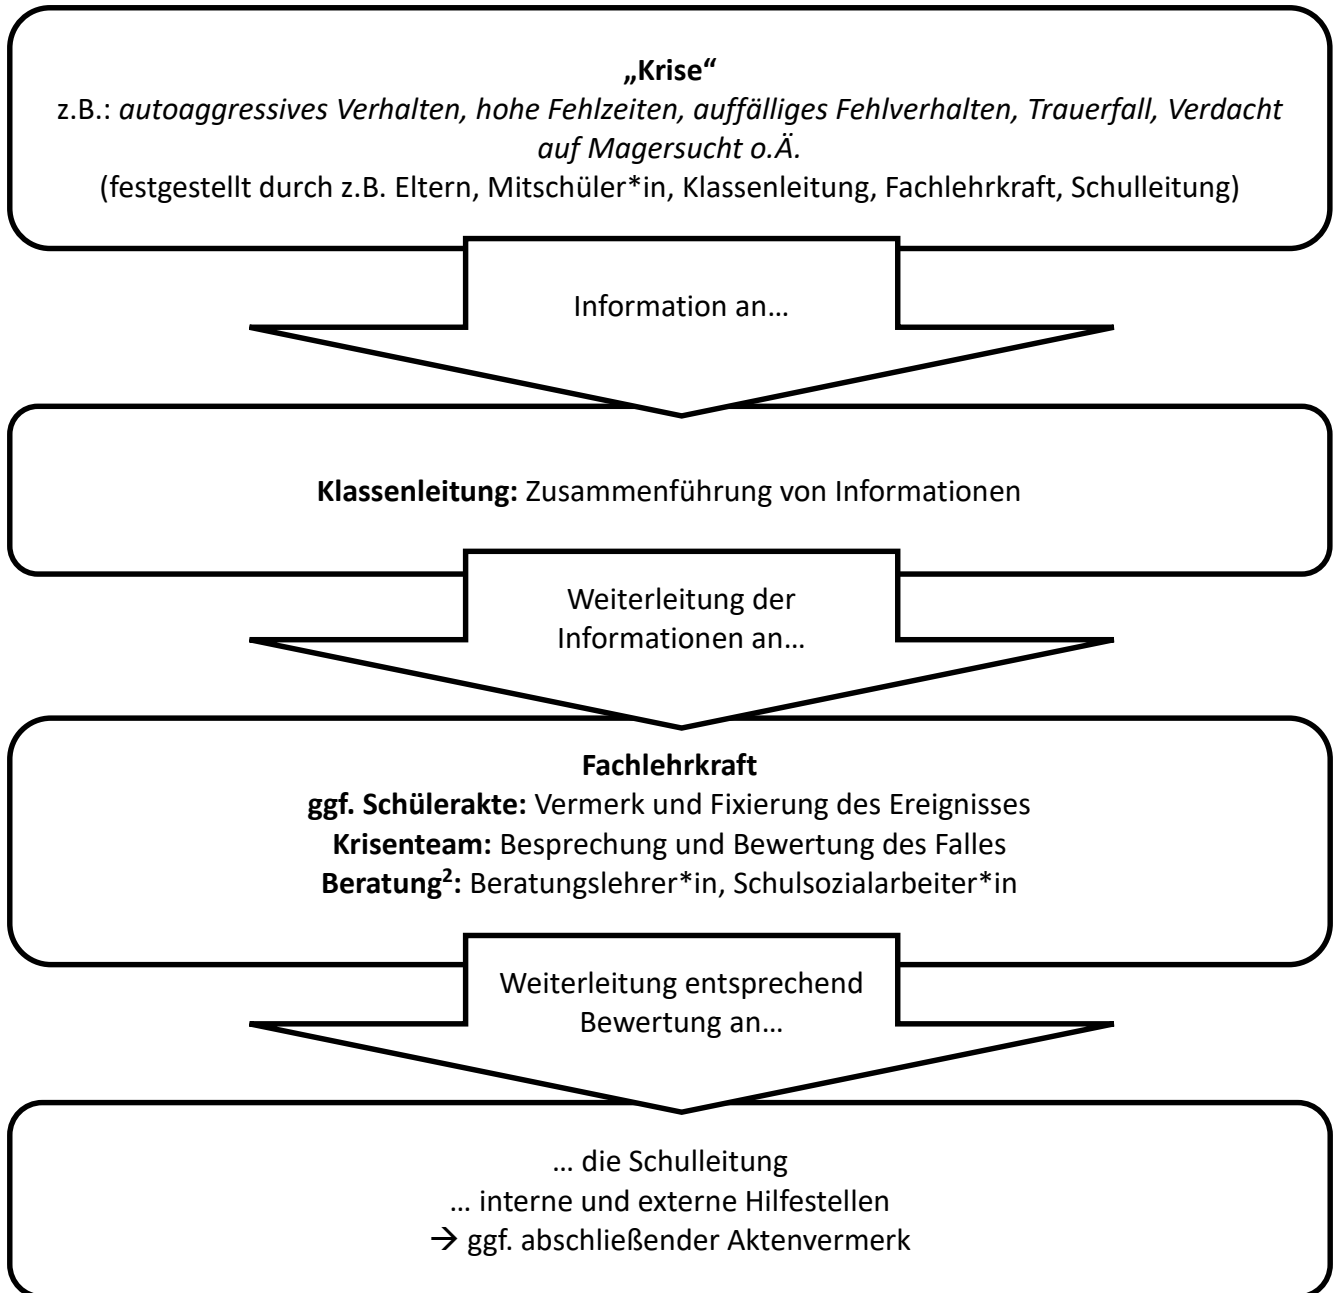 „Krise“
z.B.: autoaggressives Verhalten, hohe Fehlzeiten, auffälliges Fehlverhalten, Trauerfall, Verdacht
auf Magersucht o.Ä.
(festgestellt durch z.B. Eltern, Mitschüler*in, Klassenleitung, Fachlehrkraft, Schulleitung)
Information an…
Klassenleitung: Zusammenführung von Informationen
Weiterleitung der
Informationen an…
Fachlehrkraft
ggf. Schülerakte: Vermerk und Fixierung des Ereignisses
Krisenteam: Besprechung und Bewertung des Falles
Beratung²: Beratungslehrer*in, Schulsozialarbeiter*in
Weiterleitung entsprechend
Bewertung an…
… die Schulleitung
… interne und externe Hilfestellen
→ ggf. abschließender Aktenvermerk